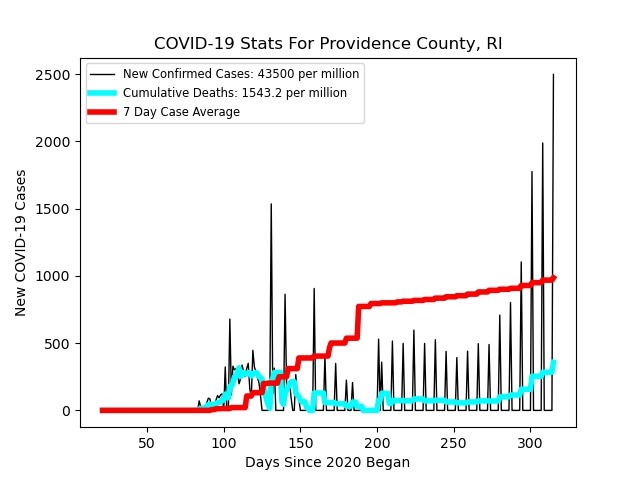 COVID-19 Stats For Providence County, RI
New Confirmed Cases: 43500 per million
Cumulative Deaths: 1543.2 per million
7 Day Case Average
New COVID-19 Cases
2500
2000
1500
1000
500
0
50 100 150 200 250 300
Days Since 2020 Began